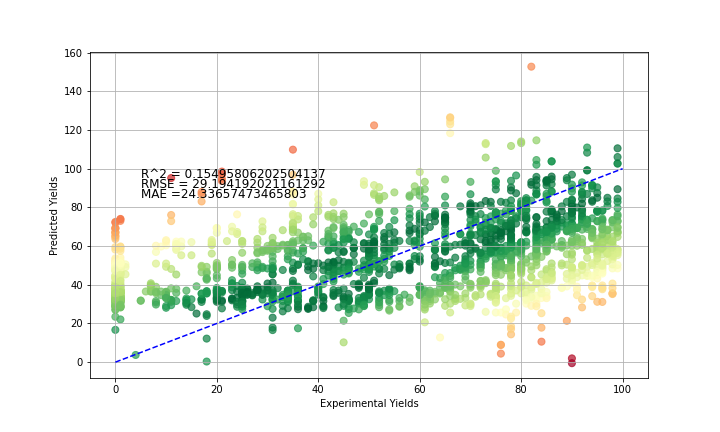 160
140
120
100
80
60
40
20
0
Predicted Yields
R^2 = 0.15495806202504137
RMSE = 29.194192021161292
MAE =24.33657473465803
0 20 40 60 80 100
Experimental Yields